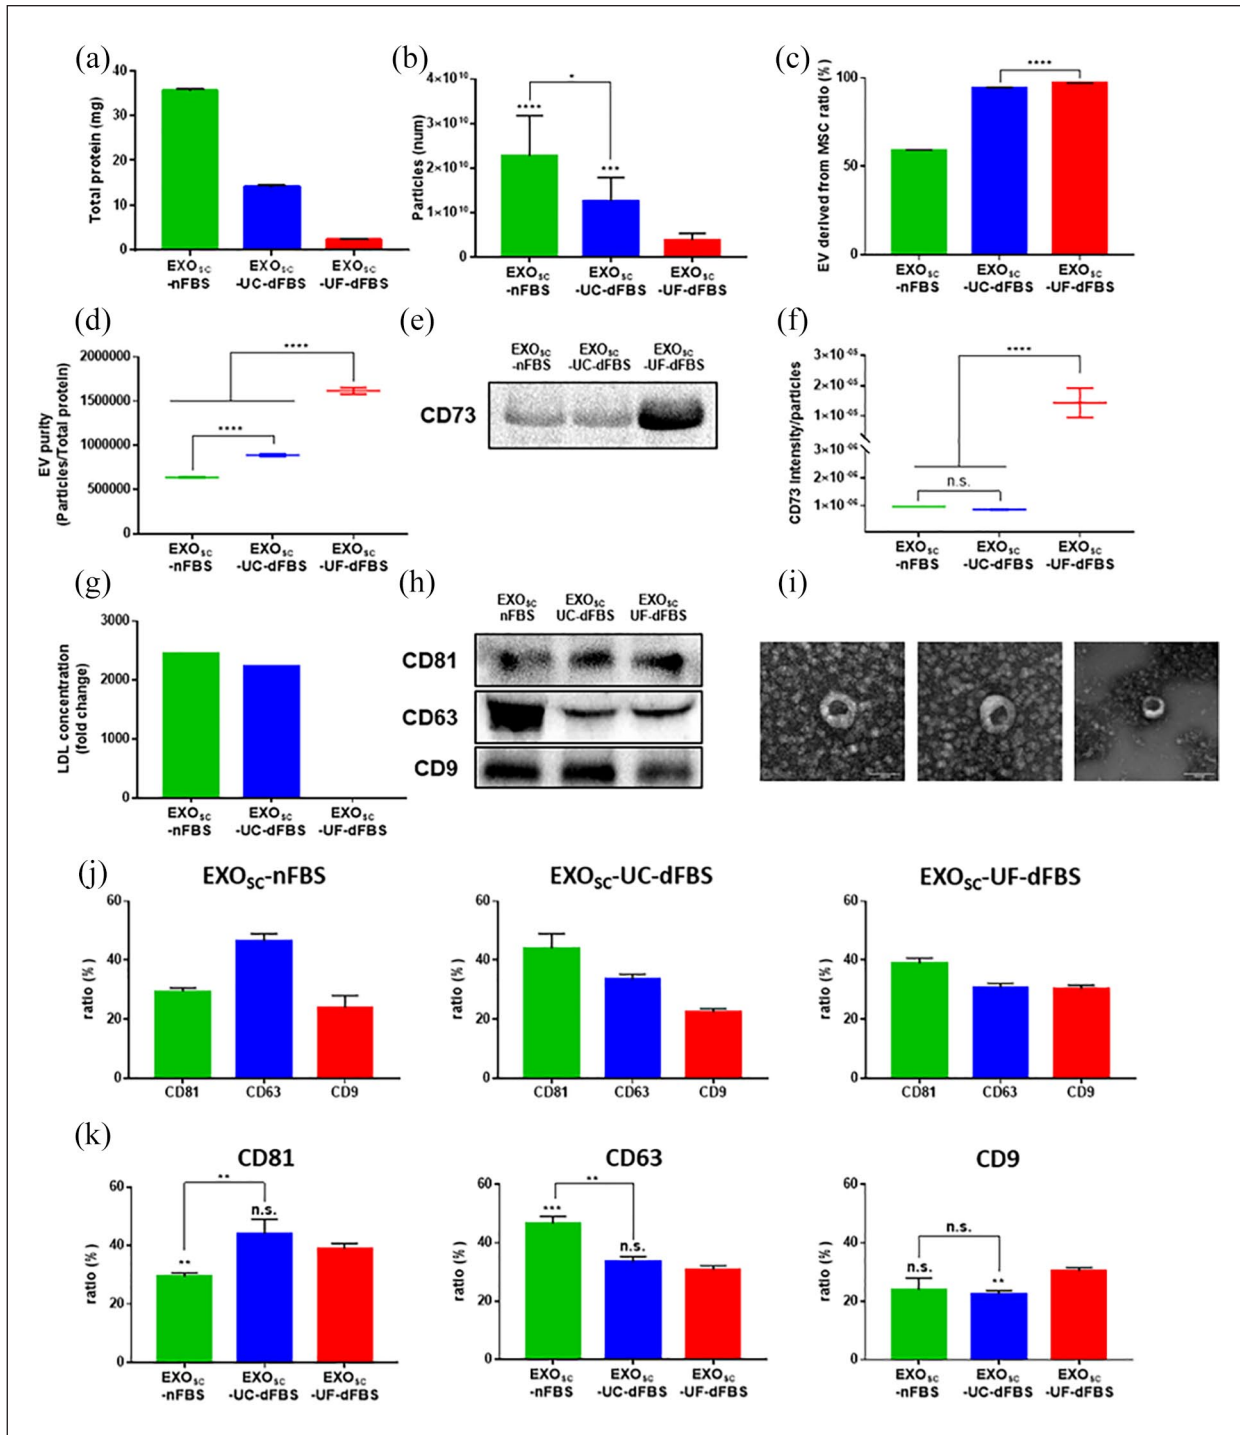 (a)
Total protein (mg)
40
30
20
10
0
EXOSC EXOSC EXOSC
-nFBS -UC-dFBS -UF-dFBS
(b)
Particles (num)
4×10^10
3×10^10
2×10^10
1×10^10
0
*
****
***
EXOSC EXOSC EXOSC
-nFBS -UC-dFBS -UF-dFBS
(c)
EV derived from MSC ratio (%)
100
50
0
****
EXOSC EXOSC EXOSC
-nFBS -UC-dFBS -UF-dFBS
(d)
EV purity
(Particles/Total protein)
2000000
1500000
1000000
500000
0
****
****
EXOSC EXOSC EXOSC
-nFBS -UC-dFBS -UF-dFBS
(e)
EXOSC EXOSC EXOSC
-nFBS -UC-dFBS -UF-dFBS
CD73
(f)
CD73 Intensity/particles
3×10^-05
2×10^-05
1×10^-05
3×10^-06
2×10^-06
1×10^-06
****
n.s.
EXOSC EXOSC EXOSC
-nFBS -UC-dFBS -UF-dFBS
(g)
LDL concentration
(fold change)
3000
2000
1000
0
EXOSC EXOSC EXOSC
-nFBS -UC-dFBS -UF-dFBS
(h)
EXOSC EXOSC EXOSC
nFBS UC-dFBS UF-dFBS
CD81
CD63
CD9
(i)
(j)
EXOSC-nFBS
ratio (%)
60
40
20
0
CD81 CD63 CD9
EXOSC-UC-dFBS
ratio (%)
60
40
20
0
CD81 CD63 CD9
EXOSC-UF-dFBS
ratio (%)
60
40
20
0
CD81 CD63 CD9
(k)
CD81
ratio (%)
60
40
20
0
**
n.s.
**
EXOSC EXOSC EXOSC
-nFBS -UC-dFBS -UF-dFBS
CD63
ratio (%)
60
40
20
0
**
***
n.s.
EXOSC EXOSC EXOSC
-nFBS -UC-dFBS -UF-dFBS
CD9
ratio (%)
60
40
20
0
n.s.
n.s.
**
EXOSC EXOSC EXOSC
-nFBS -UC-dFBS -UF-dFBS